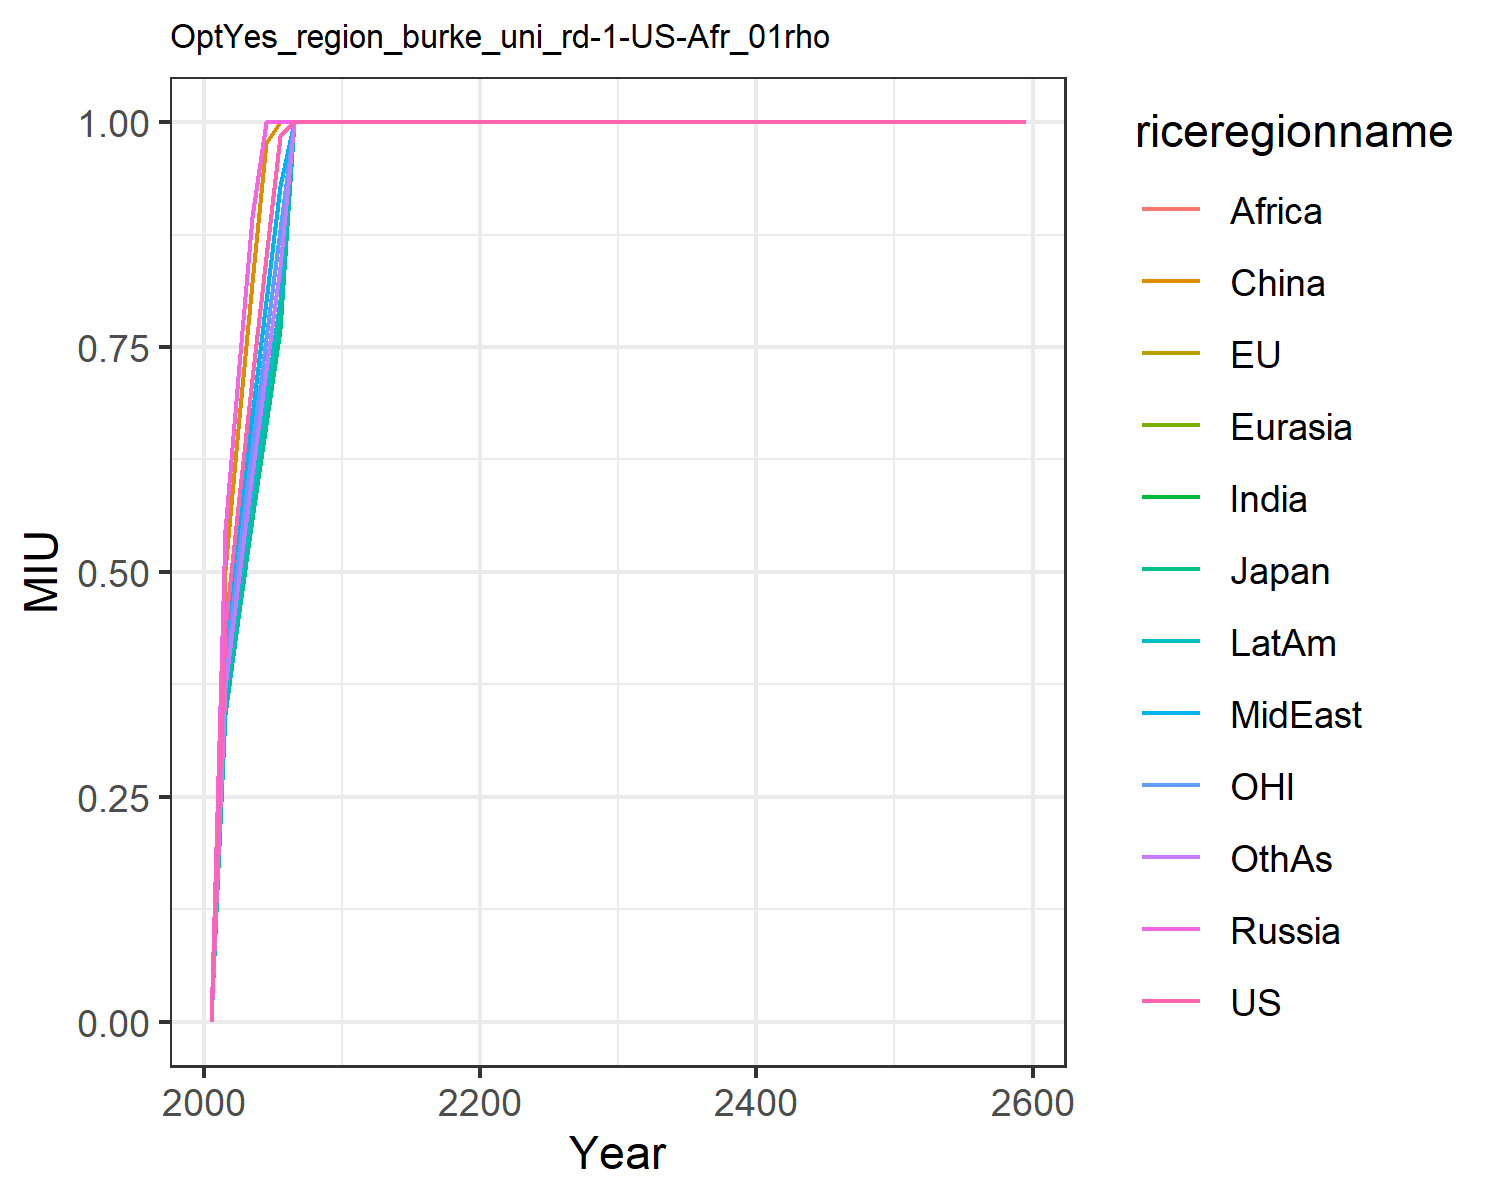 OptYes_region_burke_uni_rd-1-US-Afr_01rho
1.00
0.75
0.50
0.25
0.00
MIU
2000 2200 2400 2600
Year
riceregionname
Africa
China
EU
Eurasia
India
Japan
LatAm
MidEast
OHI
OthAs
Russia
US